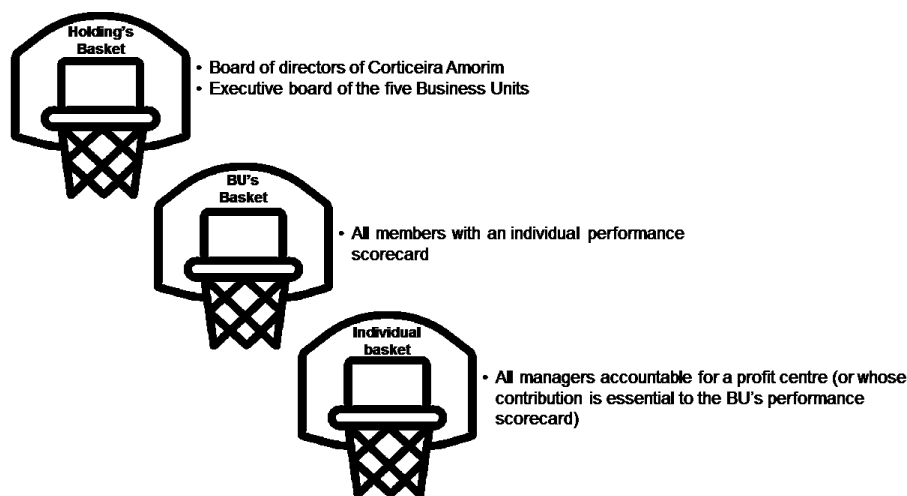 Holding's
Basket
• Board of directors of Corticeira Amorim
• Executive board of the five Business Units
BU's
Basket
• All members with an individual performance
scorecard
Individual
basket
• All managers accountable for a profit centre (or whose
contribution is essential to the BU's performance
scorecard)